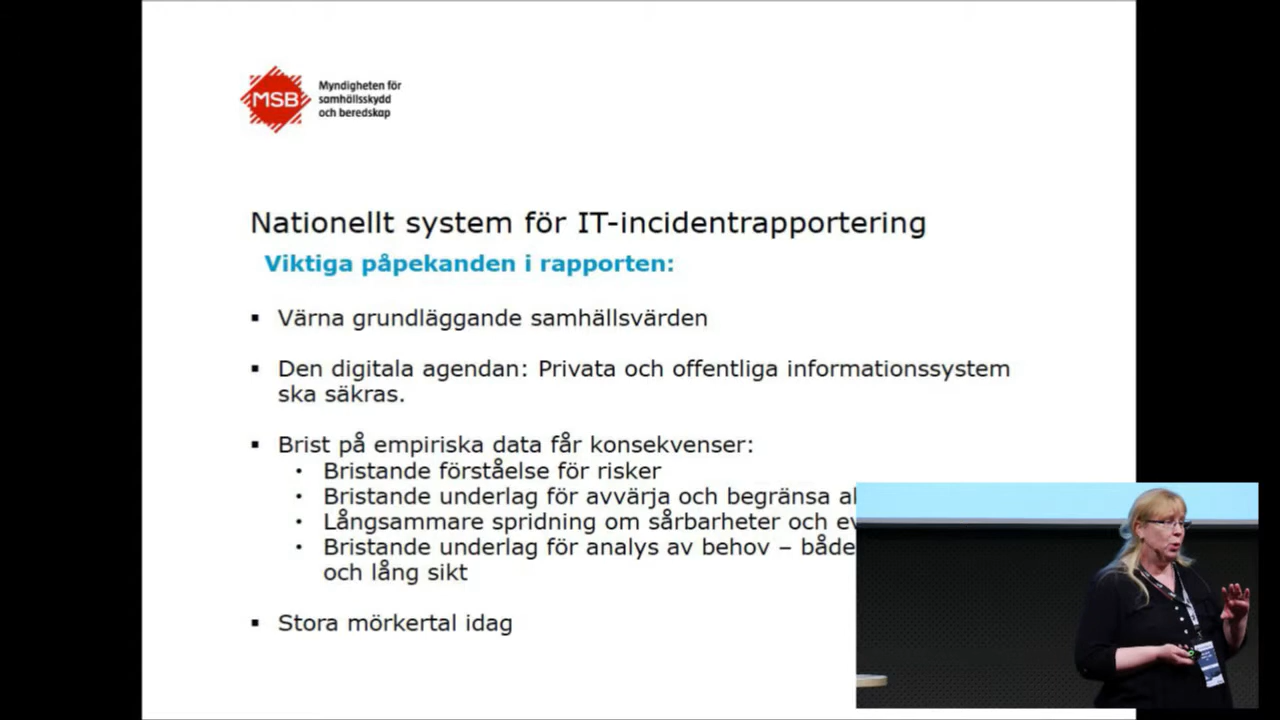 MSB
Myndigheten för
samhällsskydd
och beredskap
Nationellt system för IT-incidentrapportering
Viktiga påpekanden i rapporten:
▪ Värna grundläggande samhällsvärden
▪ Den digitala agendan: Privata och offentliga informationssystem
ska säkras.
▪ Brist på empiriska data får konsekvenser:
• Bristande förståelse för risker
• Bristande underlag för avvärja och begränsa
• Långsammare spridning om sårbarheter och
• Bristande underlag för analys av behov – både
och lång sikt
▪ Stora mörkertal idag